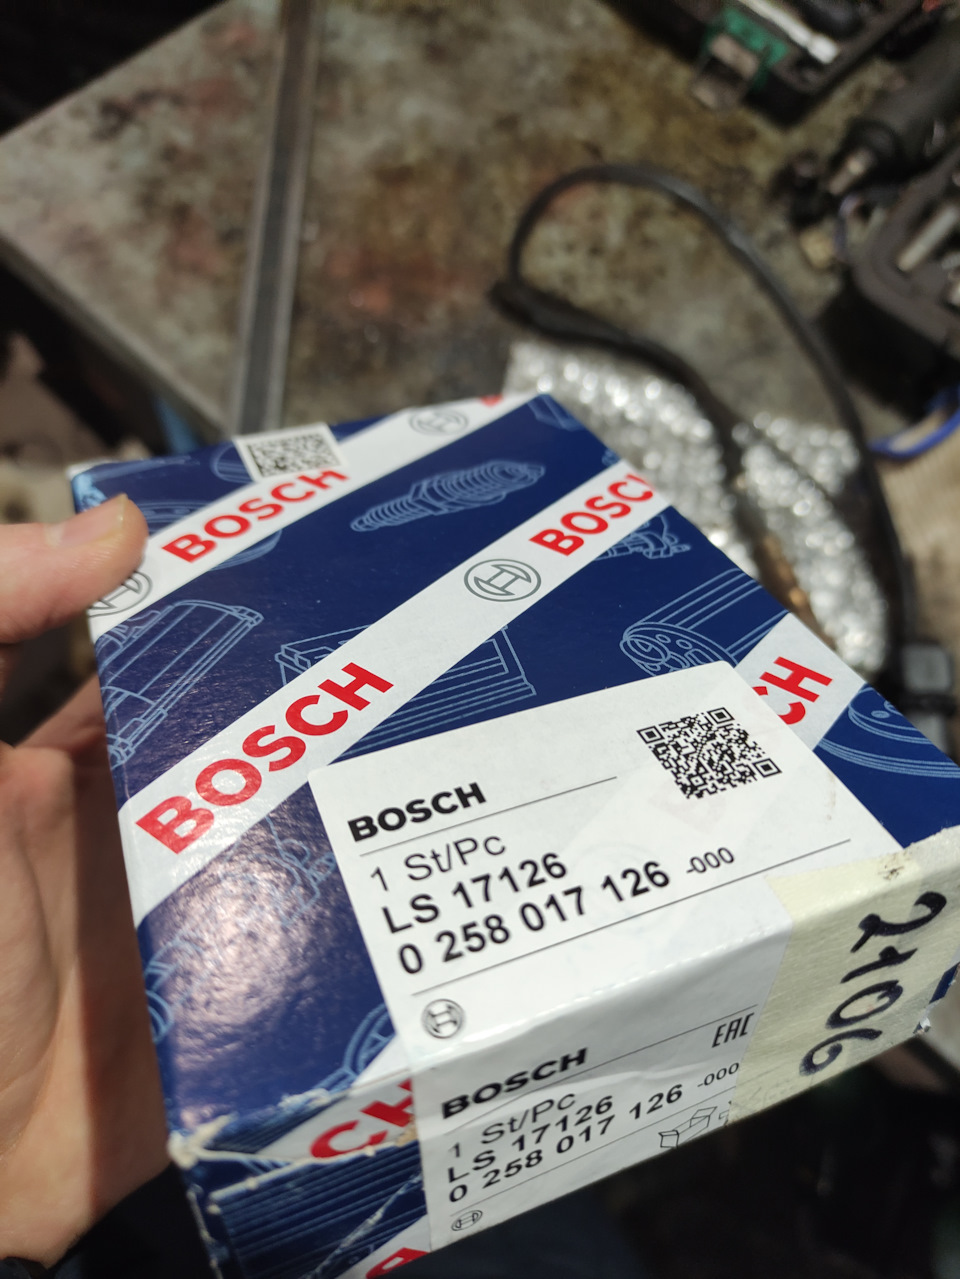 BOSCH
BOSCH
BOSCH
CH
BOSCH
1 St/Pc
LS 17126
0 258 017 126 -000
EAC
BOSCH
1 St/Pc
LS 17126
0 258 017 126 -000
CH